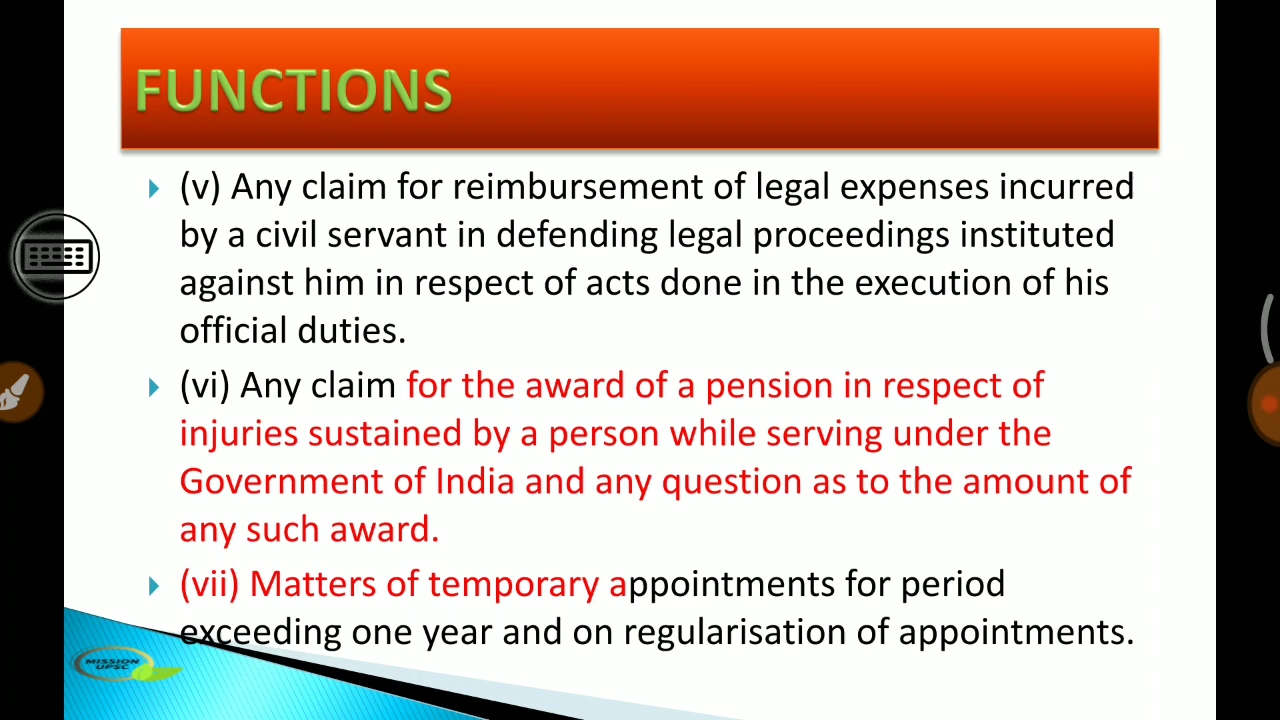 FUNCTIONS
(v) Any claim for reimbursement of legal expenses incurred
by a civil servant in defending legal proceedings instituted
against him in respect of acts done in the execution of his
official duties.
(vi) Any claim for the award of a pension in respect of
injuries sustained by a person while serving under the
Government of India and any question as to the amount of
any such award.
(vii) Matters of temporary appointments for period
exceeding one year and on regularisation of appointments.
MISSION
UPSC